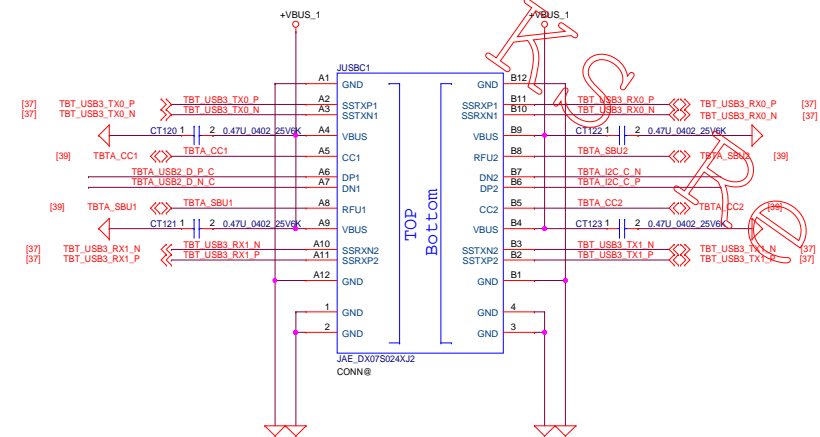 +VBUS_1 +VBUS_1
JUSBC1
A1 GND GND B12
[37] TBT_USB3_TX0_P TBT_USB3_TX0_P A2 SSTXP1 SSRXP1 B11 TBT_USB3_RX0_P TBT_USB3_RX0_P [37]
[37] TBT_USB3_TX0_N TBT_USB3_TX0_N A3 SSTXN1 SSRXN1 B10 TBT_USB3_RX0_N TBT_USB3_RX0_N [37]
CT120 1 2 0.47U_0402_25V6K A4 VBUS VBUS B9 CT122 1 2 0.47U_0402_25V6K
[39] TBTA_CC1 TBTA_CC1 A5 CC1 RFU2 B8 TBTA_SBU2 TBTA_SBU2 [39]
TBTA_USB2_D_P_C A6 DP1 DN2 B7 TBTA_I2C_C_N
TBTA_USB2_D_N_C A7 DN1 DP2 B6 TBTA_I2C_C_P
[39] TBTA_SBU1 TBTA_SBU1 A8 RFU1 CC2 B5 TBTA_CC2 TBTA_CC2 [39]
CT121 1 2 0.47U_0402_25V6K A9 VBUS VBUS B4 CT123 1 2 0.47U_0402_25V6K
[37] TBT_USB3_RX1_N TBT_USB3_RX1_N A10 SSRXN2 SSTXN2 B3 TBT_USB3_TX1_N TBT_USB3_TX1_N [37]
[37] TBT_USB3_RX1_P TBT_USB3_RX1_P A11 SSRXP2 SSTXP2 B2 TBT_USB3_TX1_P TBT_USB3_TX1_P [37]
A12 GND GND B1
1 GND GND 4
2 GND GND 3
TOP
Bottom
JAE_DX07S024XJ2
CONN@